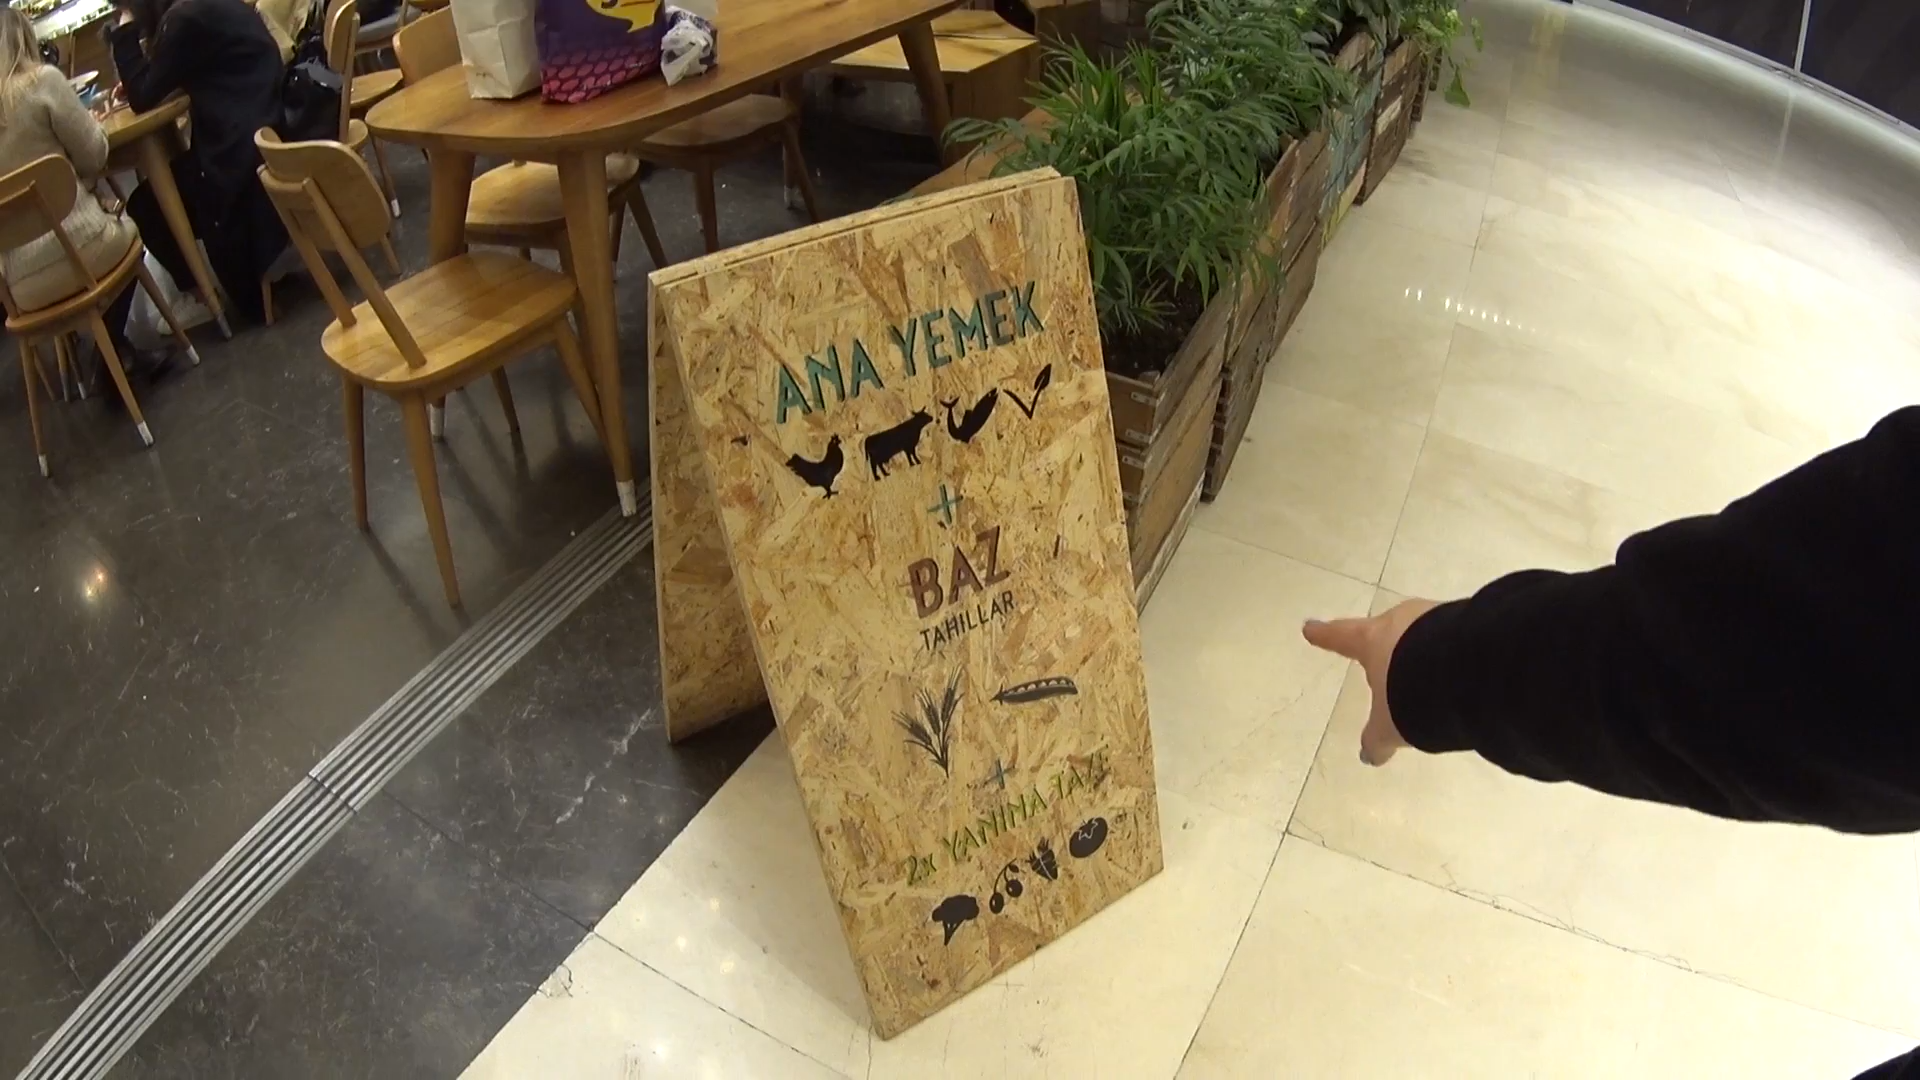 ANA YEMEK
+
BAZ
TAHILLAR
+
2x YANINA TAZE